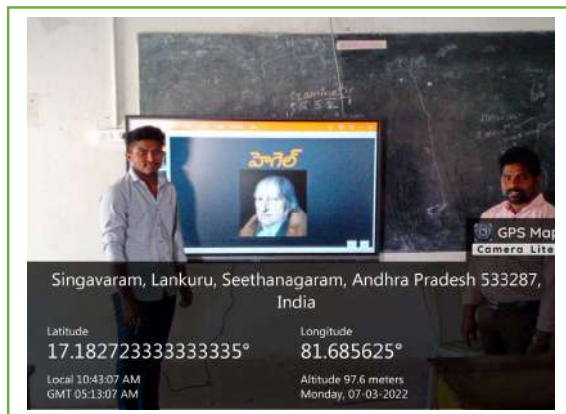 Examinat
హెగెల్
GPS Map
Camera Lite
Singavaram, Lankuru, Seethanagaram, Andhra Pradesh 533287,
India
Latitude
17.182723333333335°
Longitude
81.685625°
Local 10:43:07 AM
GMT 05:13:07 AM
Altitude 97.6 meters
Monday, 07-03-2022